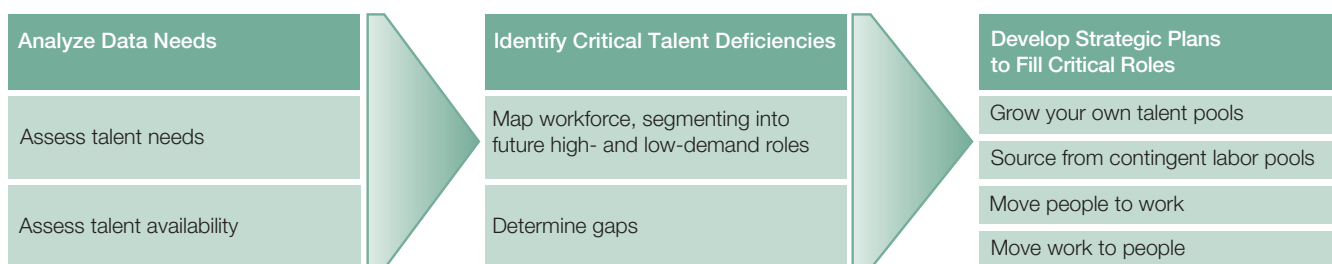 Analyze Data Needs
Assess talent needs
Assess talent availability
Identify Critical Talent Deficiencies
Map workforce, segmenting into
future high- and low-demand roles
Determine gaps
Develop Strategic Plans
to Fill Critical Roles
Grow your own talent pools
Source from contingent labor pools
Move people to work
Move work to people